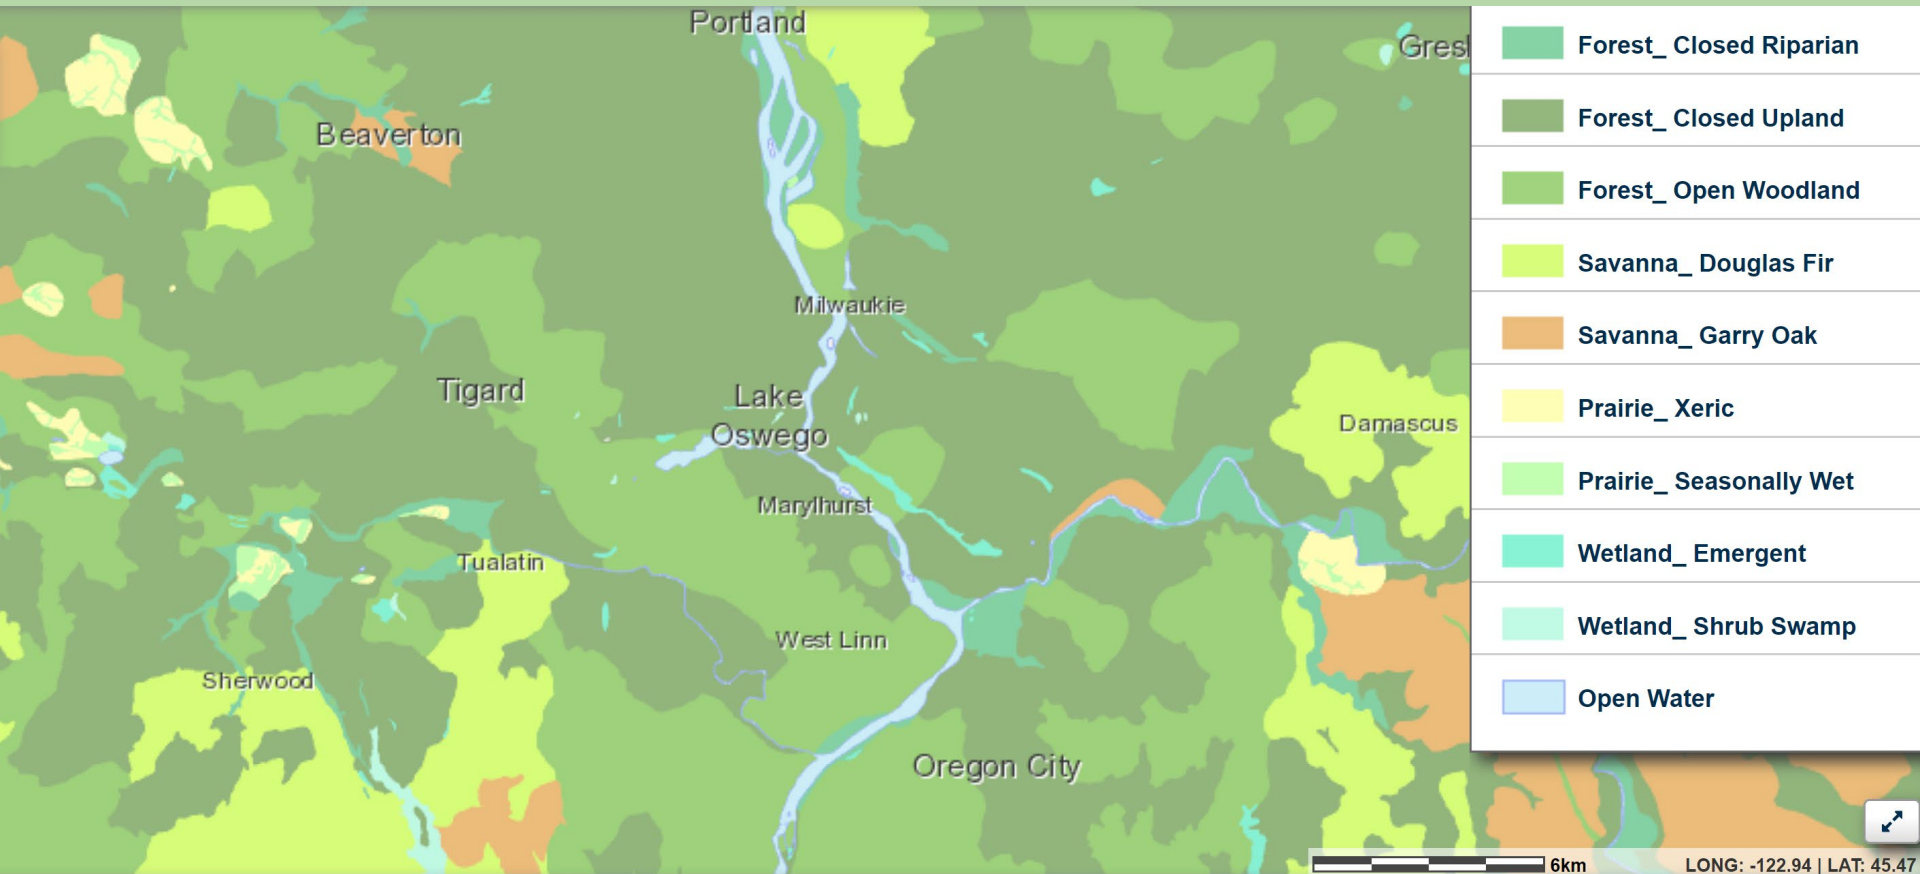 Portland
Gresl
Beaverton
Milwaukie
Tigard
Lake
Oswego
Damascus
Marylhurst
Tualatin
West Linn
Sherwood
Oregon City
Forest_ Closed Riparian
Forest_ Closed Upland
Forest_ Open Woodland
Savanna_ Douglas Fir
Savanna_ Garry Oak
Prairie_ Xeric
Prairie_ Seasonally Wet
Wetland_ Emergent
Wetland_ Shrub Swamp
Open Water
6km
LONG: -122.94 | LAT: 45.47